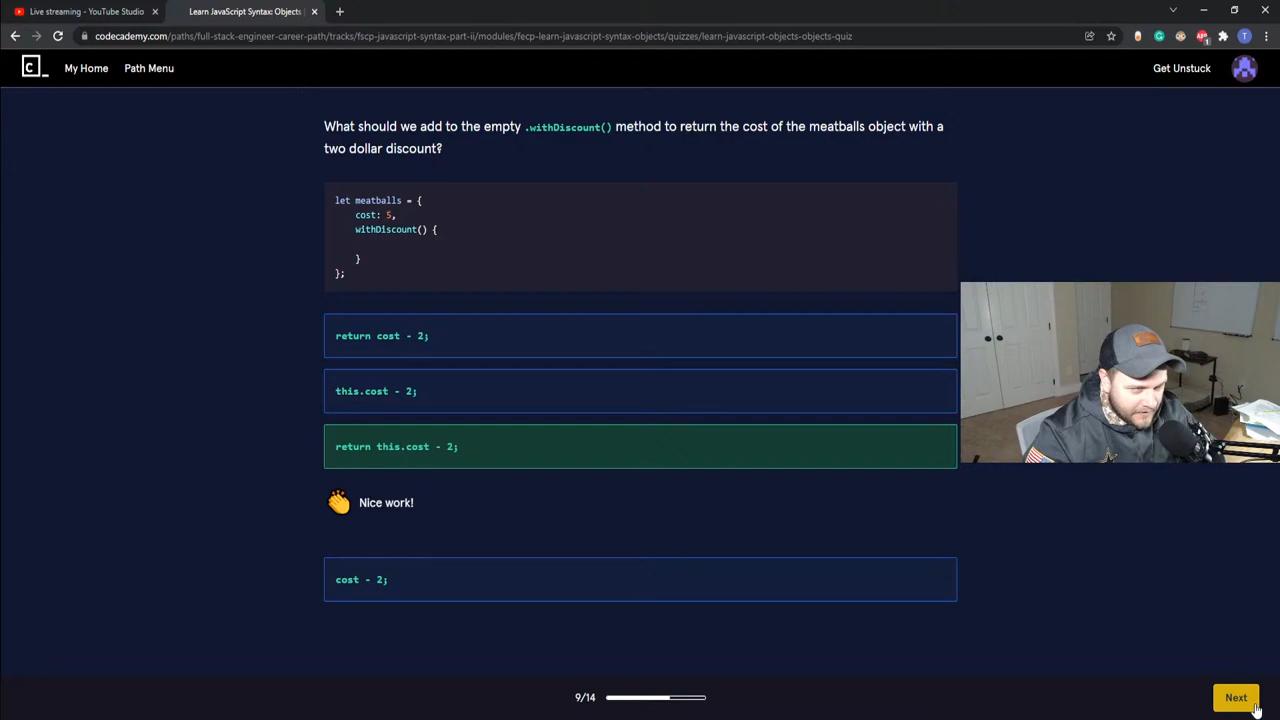 Live streaming - YouTube Studio
Learn JavaScript Syntax: Objects
codecademy.com/paths/full-stack-engineer-career-path/tracks/fscp-javascript-syntax-part-ii/modules/fecp-learn-javascript-syntax-objects/quizzes/learn-javascript-objects-objects-quiz
1
T
C_
My Home
Path Menu
Get Unstuck
What should we add to the empty .withDiscount() method to return the cost of the meatballs object with a
two dollar discount?
let meatballs = {
cost: 5,
withDiscount() {
}
};
return cost - 2;
this.cost - 2;
return this.cost - 2;
Nice work!
cost - 2;
9/14
Next